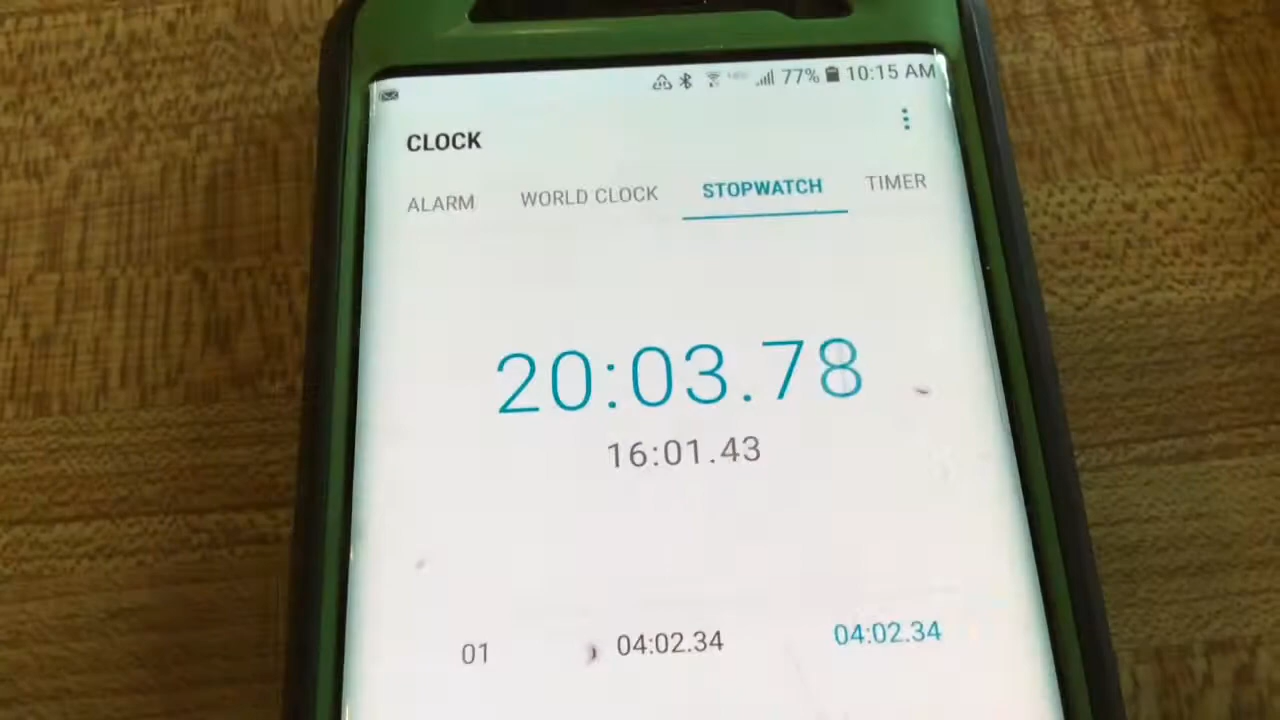 77% 10:15 AM
CLOCK
ALARM WORLD CLOCK STOPWATCH TIMER
20:03.78
16:01.43
01 04:02.34 04:02.34